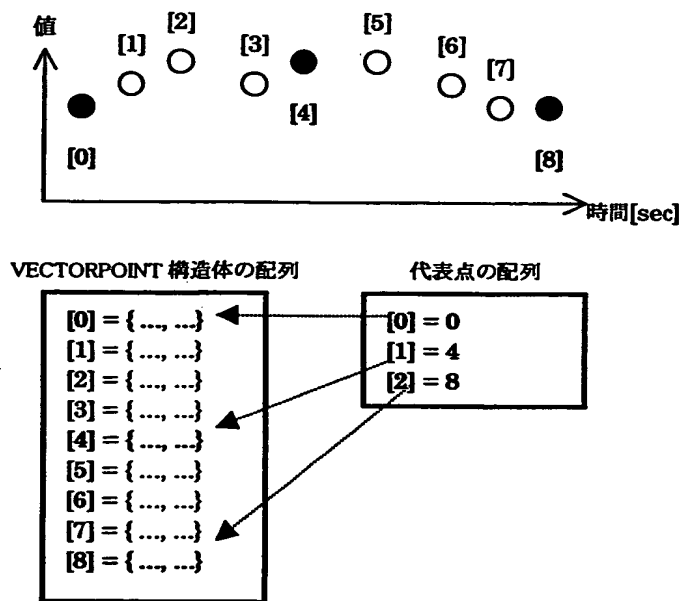 値
[0]
[1]
[2]
[3]
[4]
[5]
[6]
[7]
[8]
時間[sec]
VECTORPOINT 構造体の配列
[0] = { ..., ...}
[1] = { ..., ...}
[2] = { ..., ...}
[3] = { ..., ...}
[4] = { ..., ...}
[5] = { ..., ...}
[6] = { ..., ...}
[7] = { ..., ...}
[8] = { ..., ...}
代表点の配列
[0] = 0
[1] = 4
[2] = 8